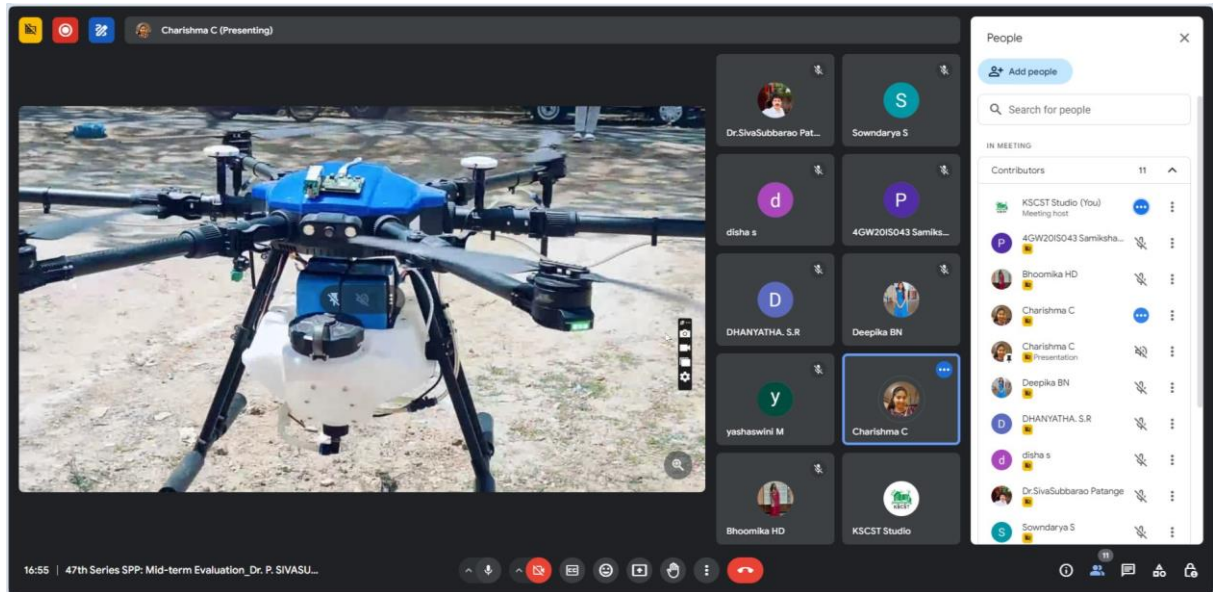 Charishma C (Presenting)
Dr.SivaSubbarao Pat...
S
Sowndarya S
d
disha s
P
4GW20IS043 Samiks...
D
DHANYATHA. S.R
Deepika BN
y
yashaswini M
Charishma C
Bhoomika HD
KSCST
KSCST Studio
People
Add people
Search for people
IN MEETING
Contributors 11
KSCST Studio (You)
Meeting host
P
4GW20IS043 Samiksha...
Bhoomika HD
Charishma C
Charishma C
Presentation
Deepika BN
D
DHANYATHA. S.R
d
disha s
Dr.SivaSubbarao Patange
S
Sowndarya S
16:55 | 47th Series SPP: Mid-term Evaluation_Dr. P. SIVASU...
CC
11